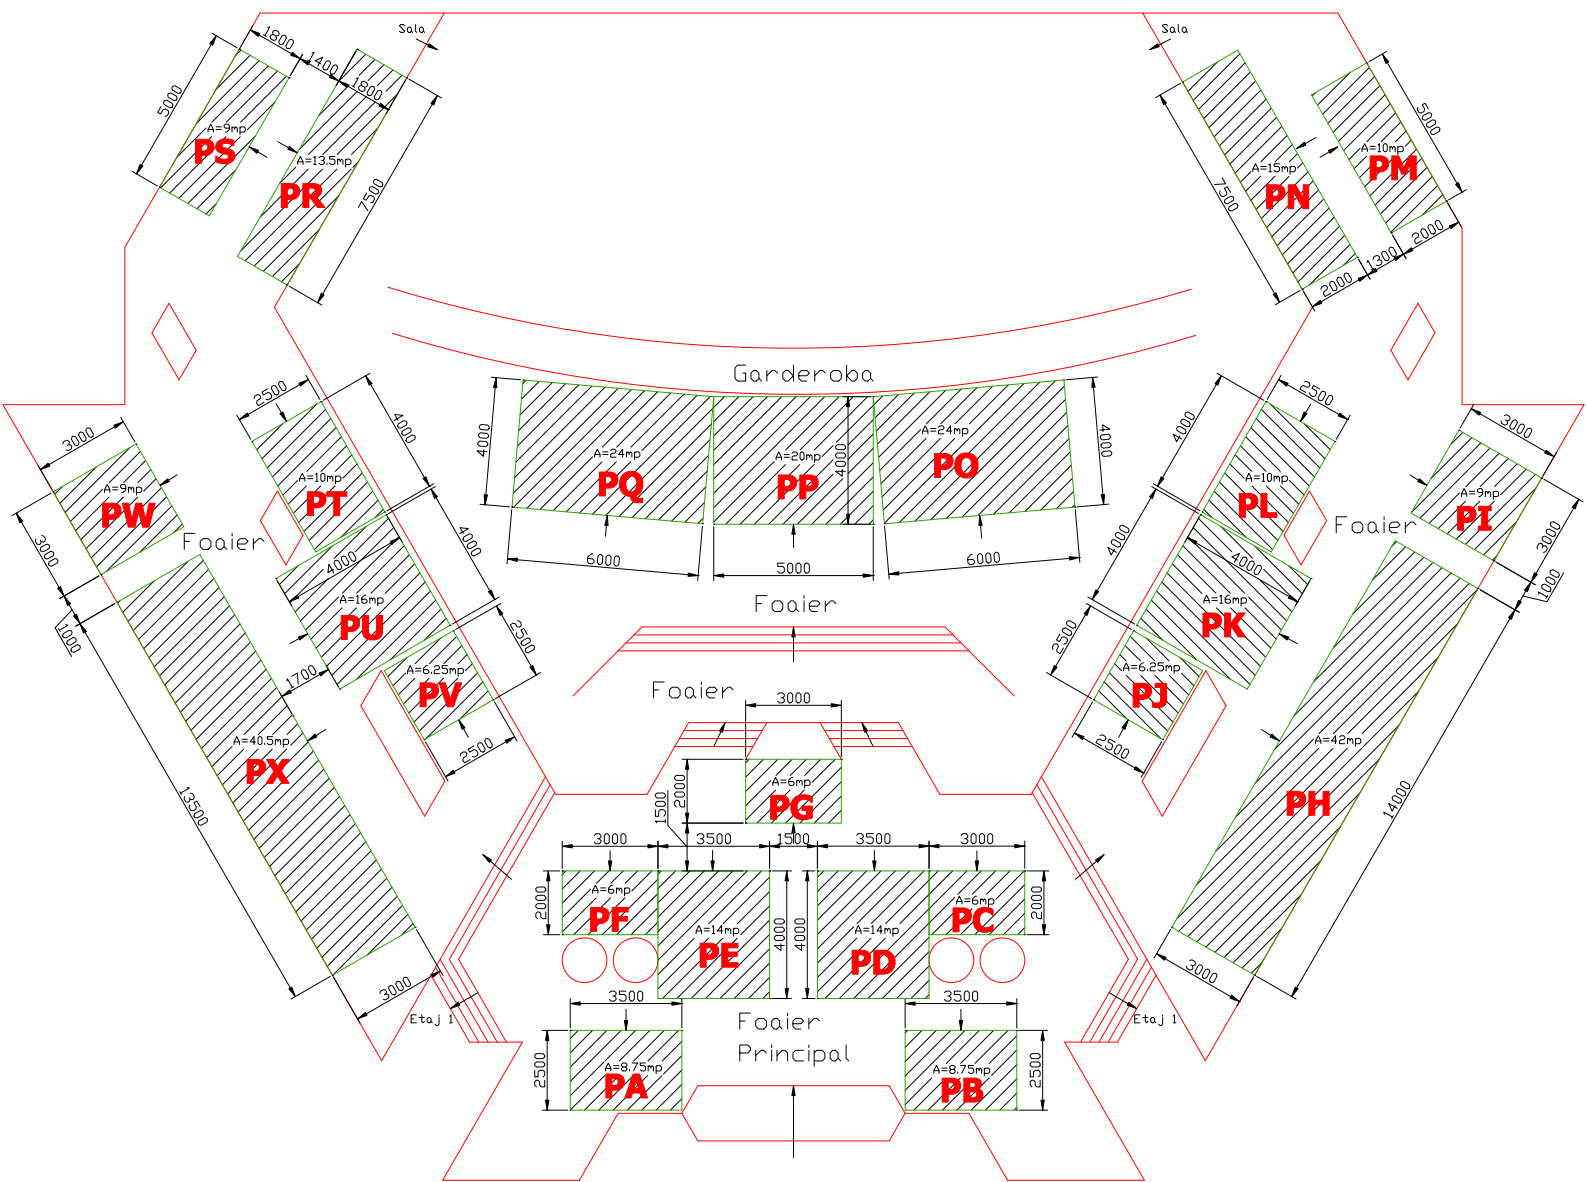 Sala
Sala
1800
1400
1800
5000
A=9mp
PS
A=13.5mp
PR
7500
5000
A=10mp
PM
A=15mp
PN
7500
2000
1300
2000
Garderoba
2500
4000
3000
A=9mp
PW
A=10mp
PT
Foaier
4000
A=24mp
PQ
6000
A=20mp
PP
4000
5000
A=24mp
PO
4000
6000
2500
4000
A=10mp
PL
3000
A=9mp
PI
Foaier
3000
1000
3000
1000
4000
4000
A=16mp
PU
2500
1700
A=6.25mp
PV
2500
Foaier
Foaier
4000
4000
A=16mp
PK
2500
A=6.25mp
PJ
2500
A=40.5mp
PX
13500
3000
3000
2000
A=6mp
PG
1500
A=42mp
PH
14000
3000
3000
3500
1500
3500
3000
2000
A=6mp
PF
A=14mp
PE
4000
4000
A=14mp
PD
A=6mp
PC
2000
Etaj 1
Etaj 1
3500
3500
Foaier
Principal
2500
A=8.75mp
PA
A=8.75mp
PB
2500